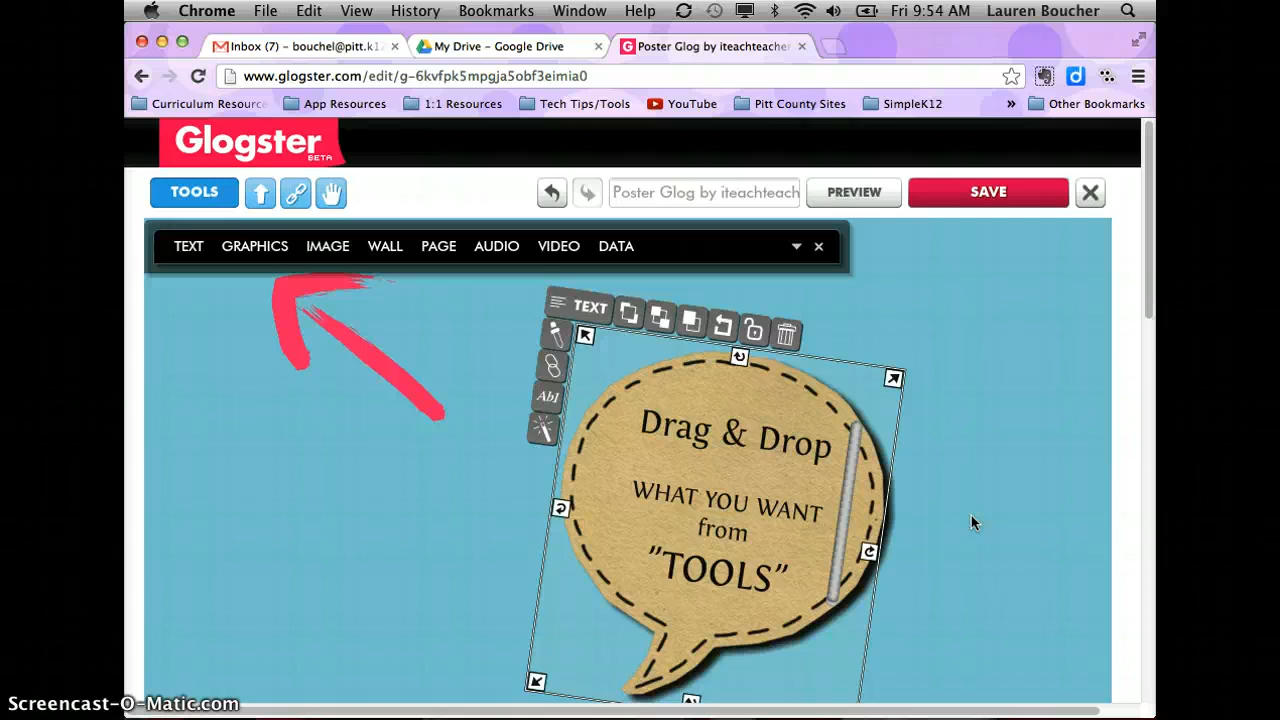 Chrome File Edit View History Bookmarks Window Help Fri 9:54 AM Lauren Boucher
Inbox (7) – bouchel@pitt.k12 My Drive – Google Drive Poster Glog by iteachteacher
www.glogster.com/edit/g-6kvfpk5mpgja5obf3eimia0
Curriculum Resource App Resources 1:1 Resources Tech Tips/Tools YouTube Pitt County Sites SimpleK12 » Other Bookmarks
Glogster
BETA
TOOLS Poster Glog by iteachteach PREVIEW SAVE
TEXT GRAPHICS IMAGE WALL PAGE AUDIO VIDEO DATA
TEXT
AbI
Drag & Drop
WHAT YOU WANT
from
"TOOLS"
Screencast-O-Matic.com